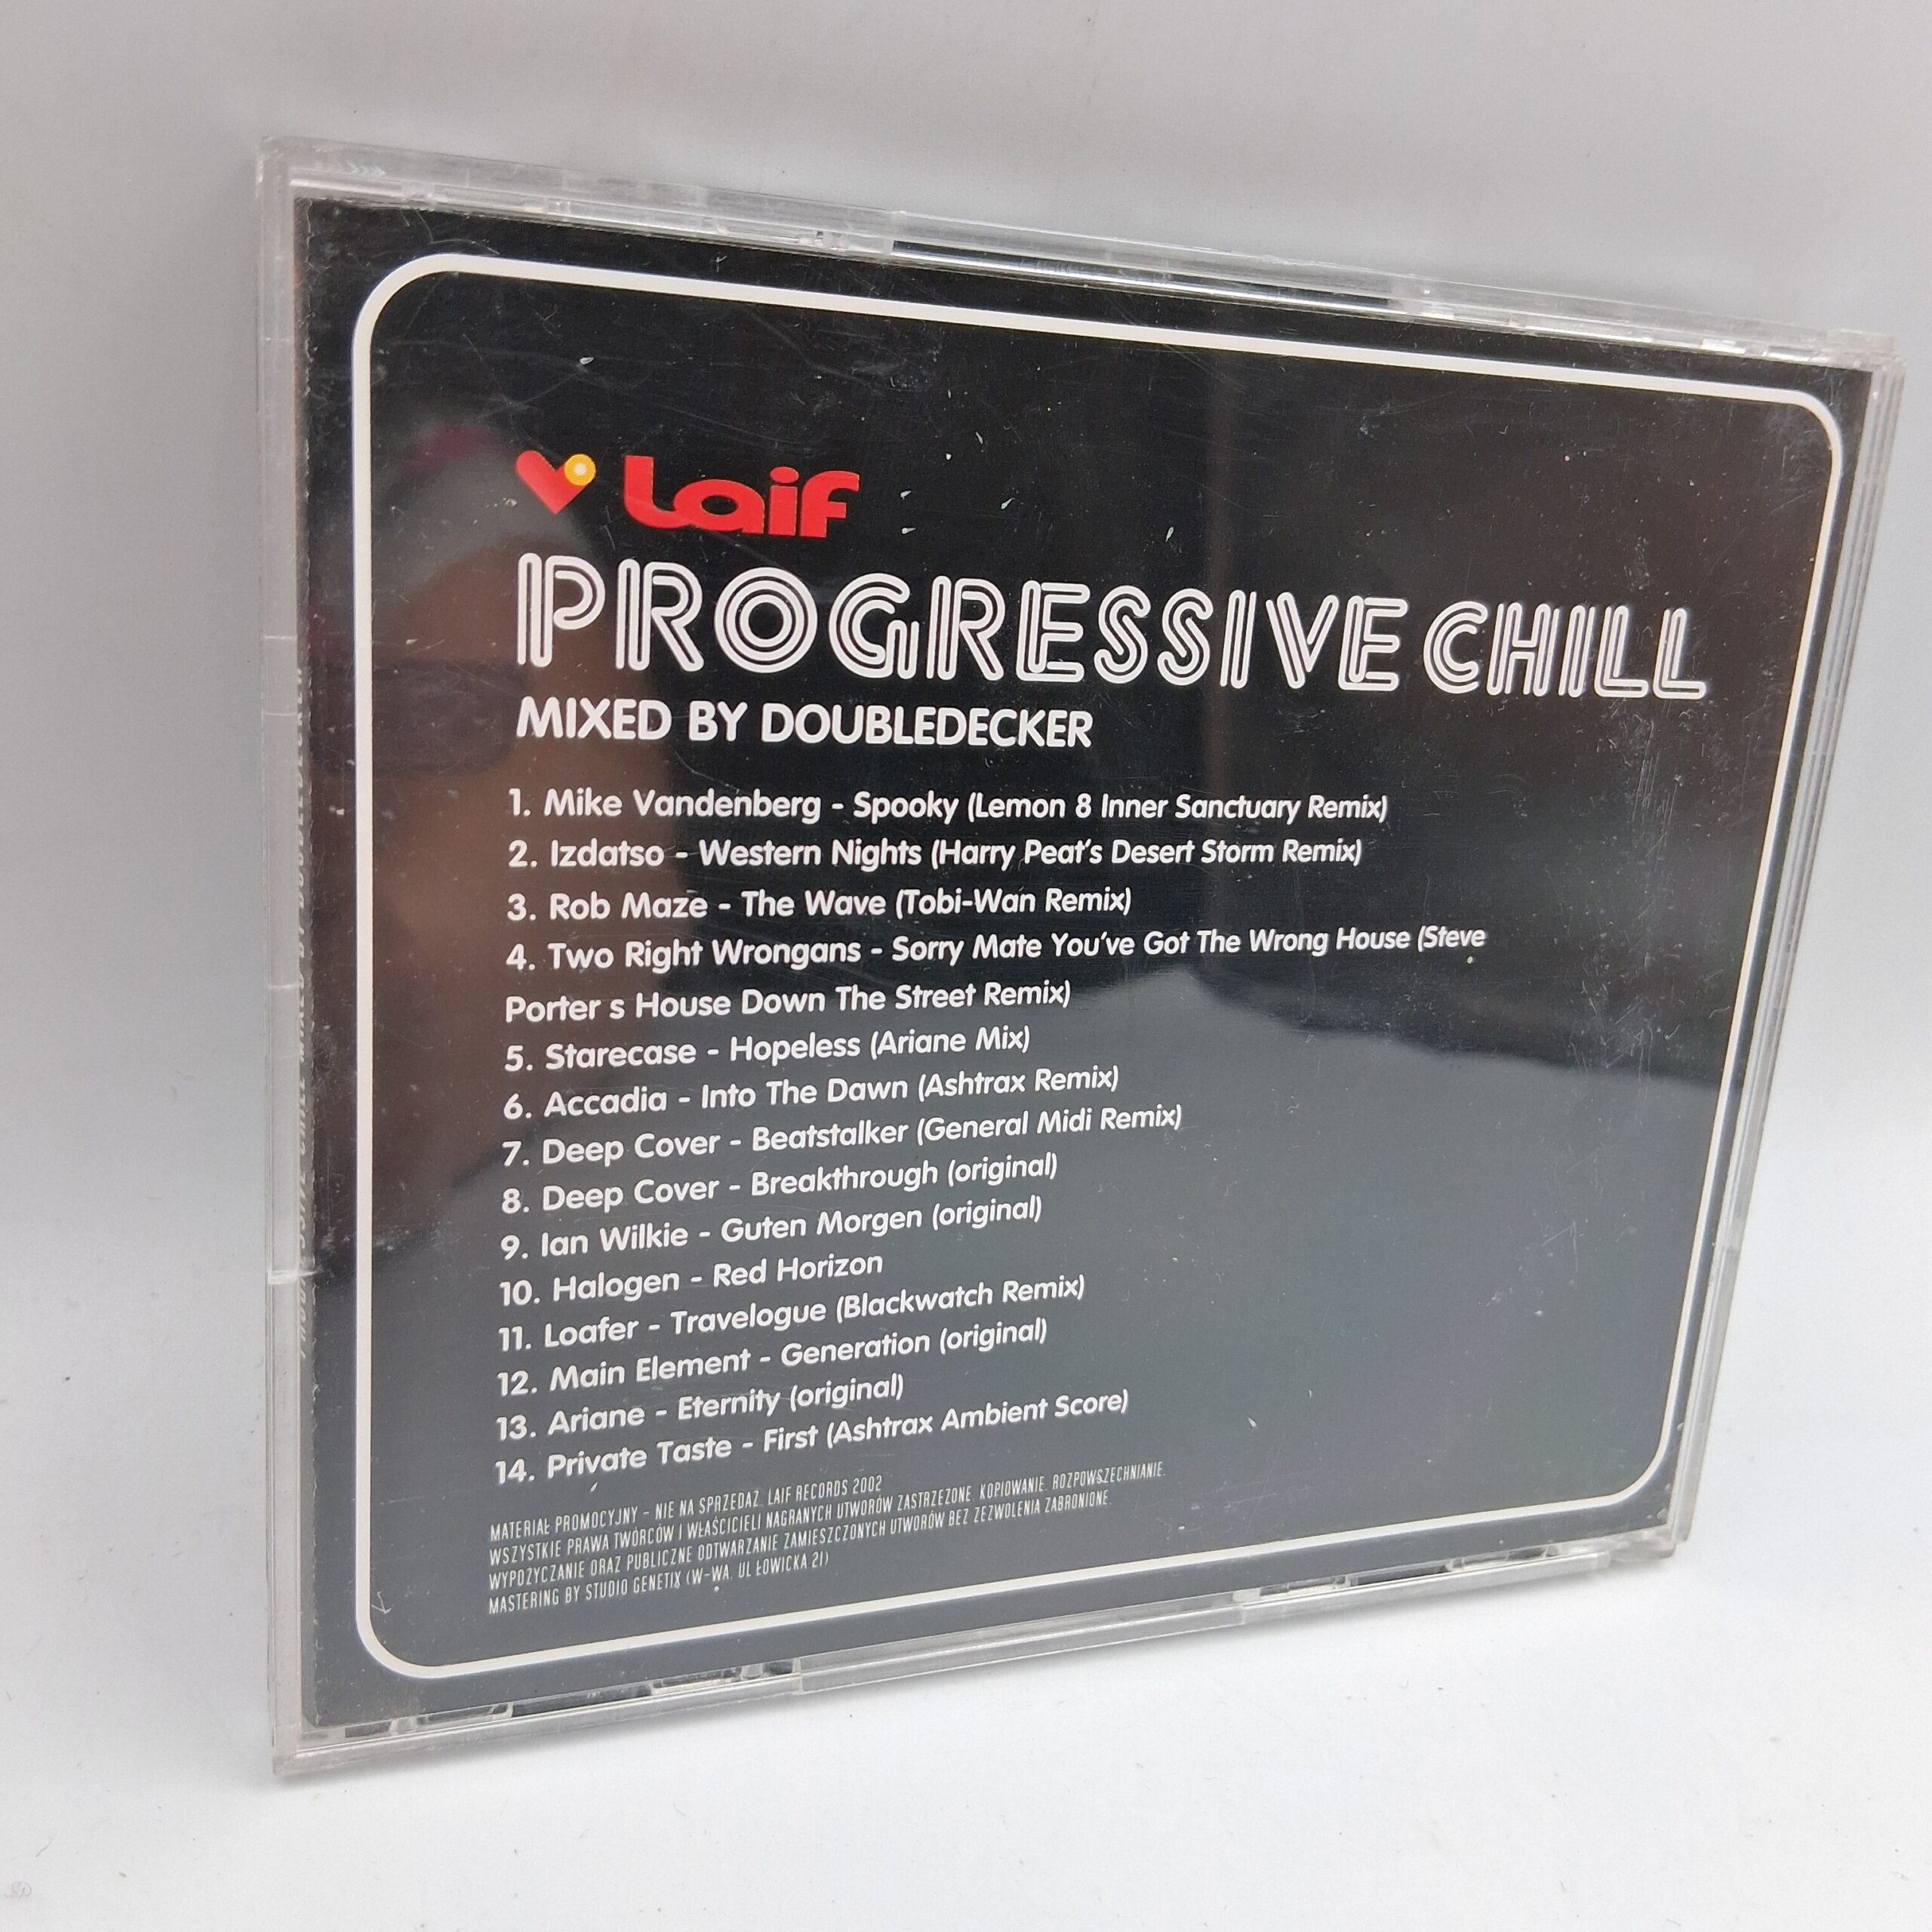 Laif
PROGRESSIVE CHILL
MIXED BY DOUBLEDECKER
1. Mike Vandenberg - Spooky (Lemon 8 Inner Sanctuary Remix)
2. Izdatso - Western Nights (Harry Peat's Desert Storm Remix)
3. Rob Maze - The Wave (Tobi-Wan Remix)
4. Two Right Wrongans - Sorry Mate You've Got The Wrong House (Steve
Porter s House Down The Street Remix)
5. Starecase - Hopeless (Ariane Mix)
6. Accadia - Into The Dawn (Ashtrax Remix)
7. Deep Cover - Beatstalker (General Midi Remix)
8. Deep Cover - Breakthrough (original)
9. Ian Wilkie - Guten Morgen (original)
10. Halogen - Red Horizon
11. Loafer - Travelogue (Blackwatch Remix)
12. Main Element - Generation (original)
13. Ariane - Eternity (original)
14. Private Taste - First (Ashtrax Ambient Score)
MATERIAŁ PROMOCYJNY - NIE NA SPRZEDAŻ. LAIF RECORDS 2002
WSZYSTKIE PRAWA TWÓRCÓW I WŁAŚCICIELI NAGRANYCH UTWORÓW ZASTRZEŻONE. KOPIOWANIE. ROZPOWSZECHNIANIE.
WYPOŻYCZANIE ORAZ PUBLICZNE ODTWARZANIE ZAMIESZCZONYCH UTWORÓW BEZ ZEZWOLENIA ZABRONIONE.
MASTERING BY STUDIO GENETIX (W-WA. UL ŁOWICKA 21)